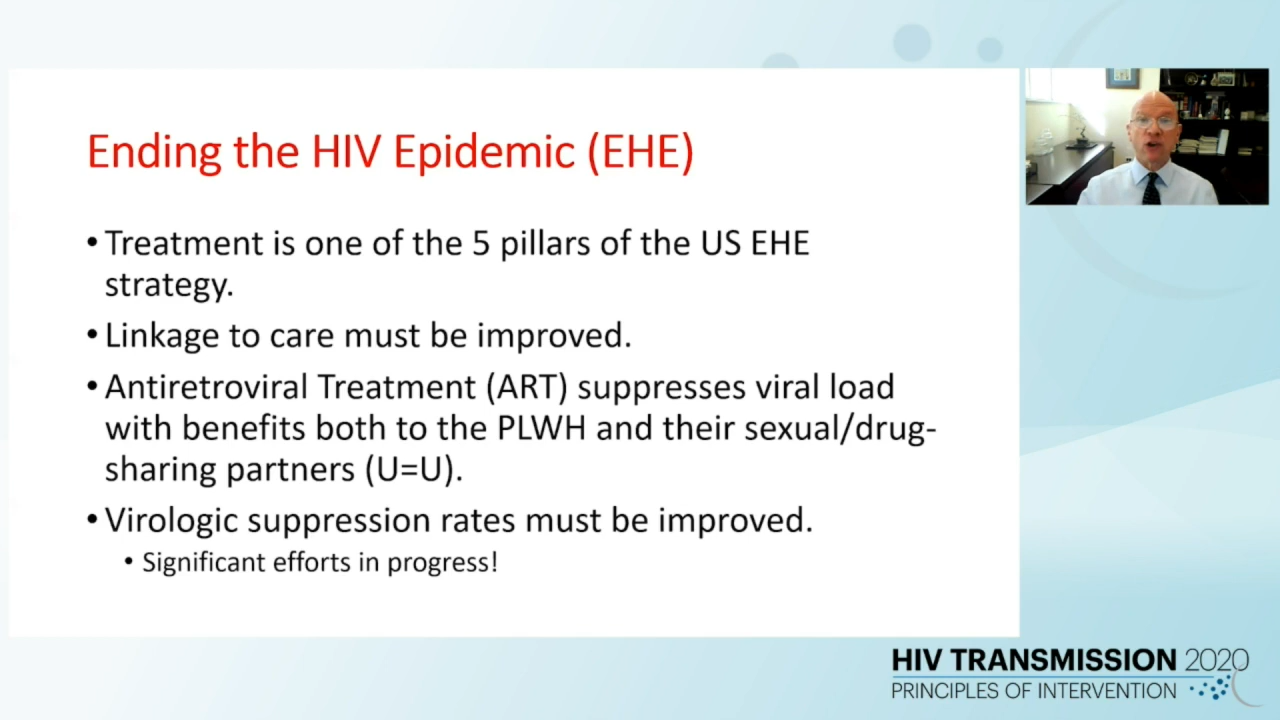 Ending the HIV Epidemic (EHE)
• Treatment is one of the 5 pillars of the US EHE
strategy.
• Linkage to care must be improved.
• Antiretroviral Treatment (ART) suppresses viral load
with benefits both to the PLWH and their sexual/drug-
sharing partners (U=U).
• Virologic suppression rates must be improved.
• Significant efforts in progress!
HIV TRANSMISSION 2020
PRINCIPLES OF INTERVENTION